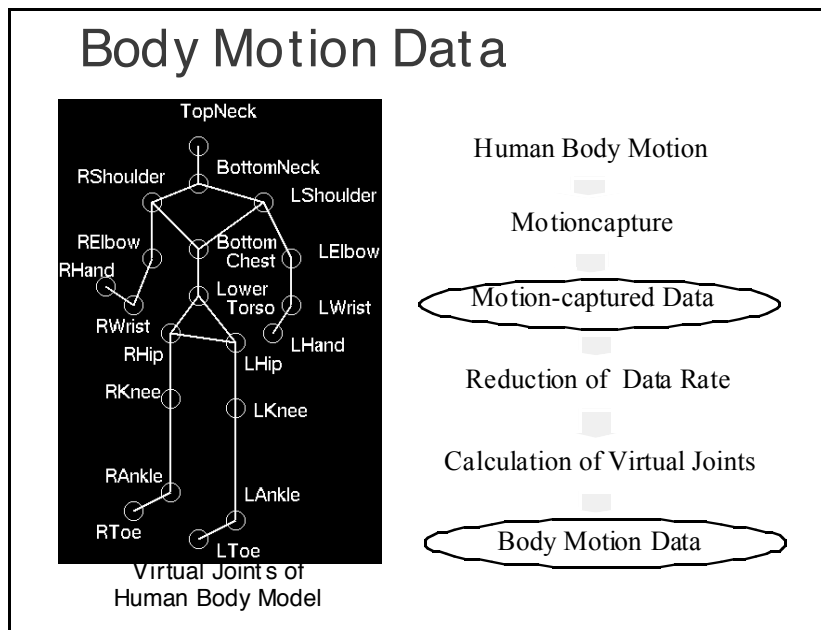 Body Motion Data
TopNeck
BottomNeck
RShoulder
LShoulder
RElbow
Bottom
Chest
LElbow
RHand
Lower
Torso
LWrist
RWrist
LHand
RHip
LHip
RKnee
LKnee
RAnkle
LAnkle
RToe
LToe
Virtual Joints of
Human Body Model
Human Body Motion
Motioncapture
Motion-captured Data
Reduction of Data Rate
Calculation of Virtual Joints
Body Motion Data